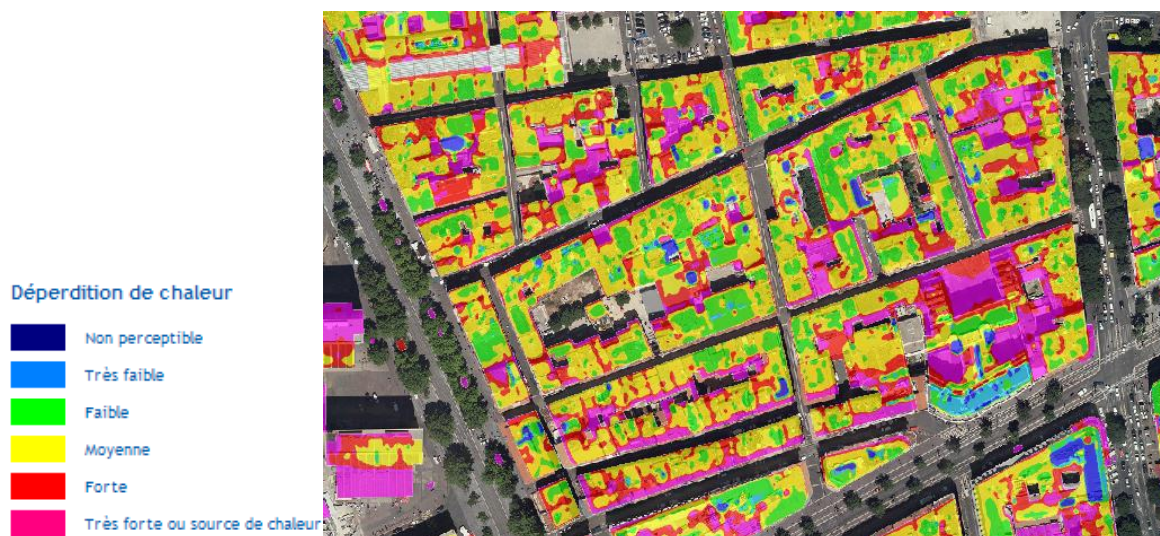 Déperdition de chaleur
Non perceptible
Très faible
Faible
Moyenne
Forte
Très forte ou source de chaleur